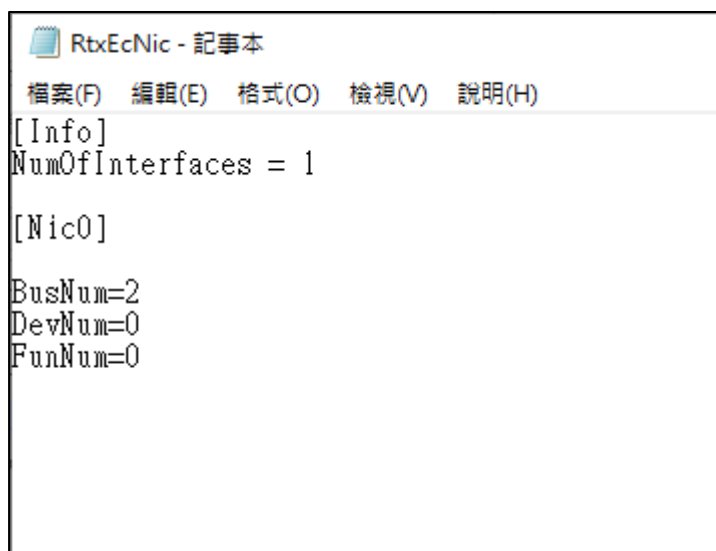 RtxEcNic - 記事本
檔案(F) 編輯(E) 格式(O) 檢視(V) 說明(H)
[Info]
NumOfInterfaces = 1
[Nic0]
BusNum=2
DevNum=0
FunNum=0